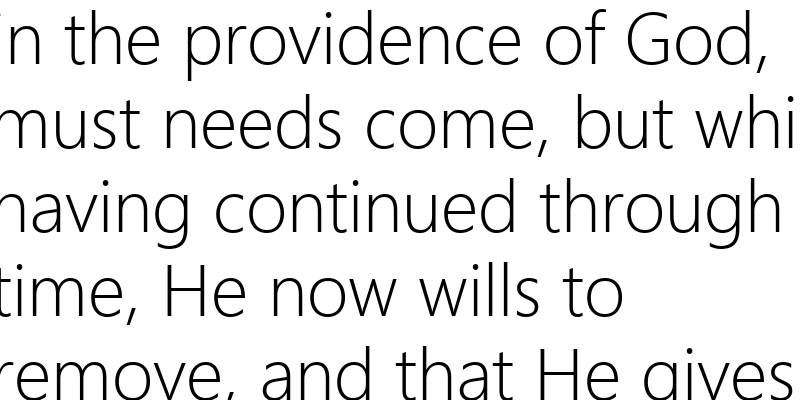 in the providence of God,
must needs come, but whi
having continued through
time, He now wills to
remove, and that He gives